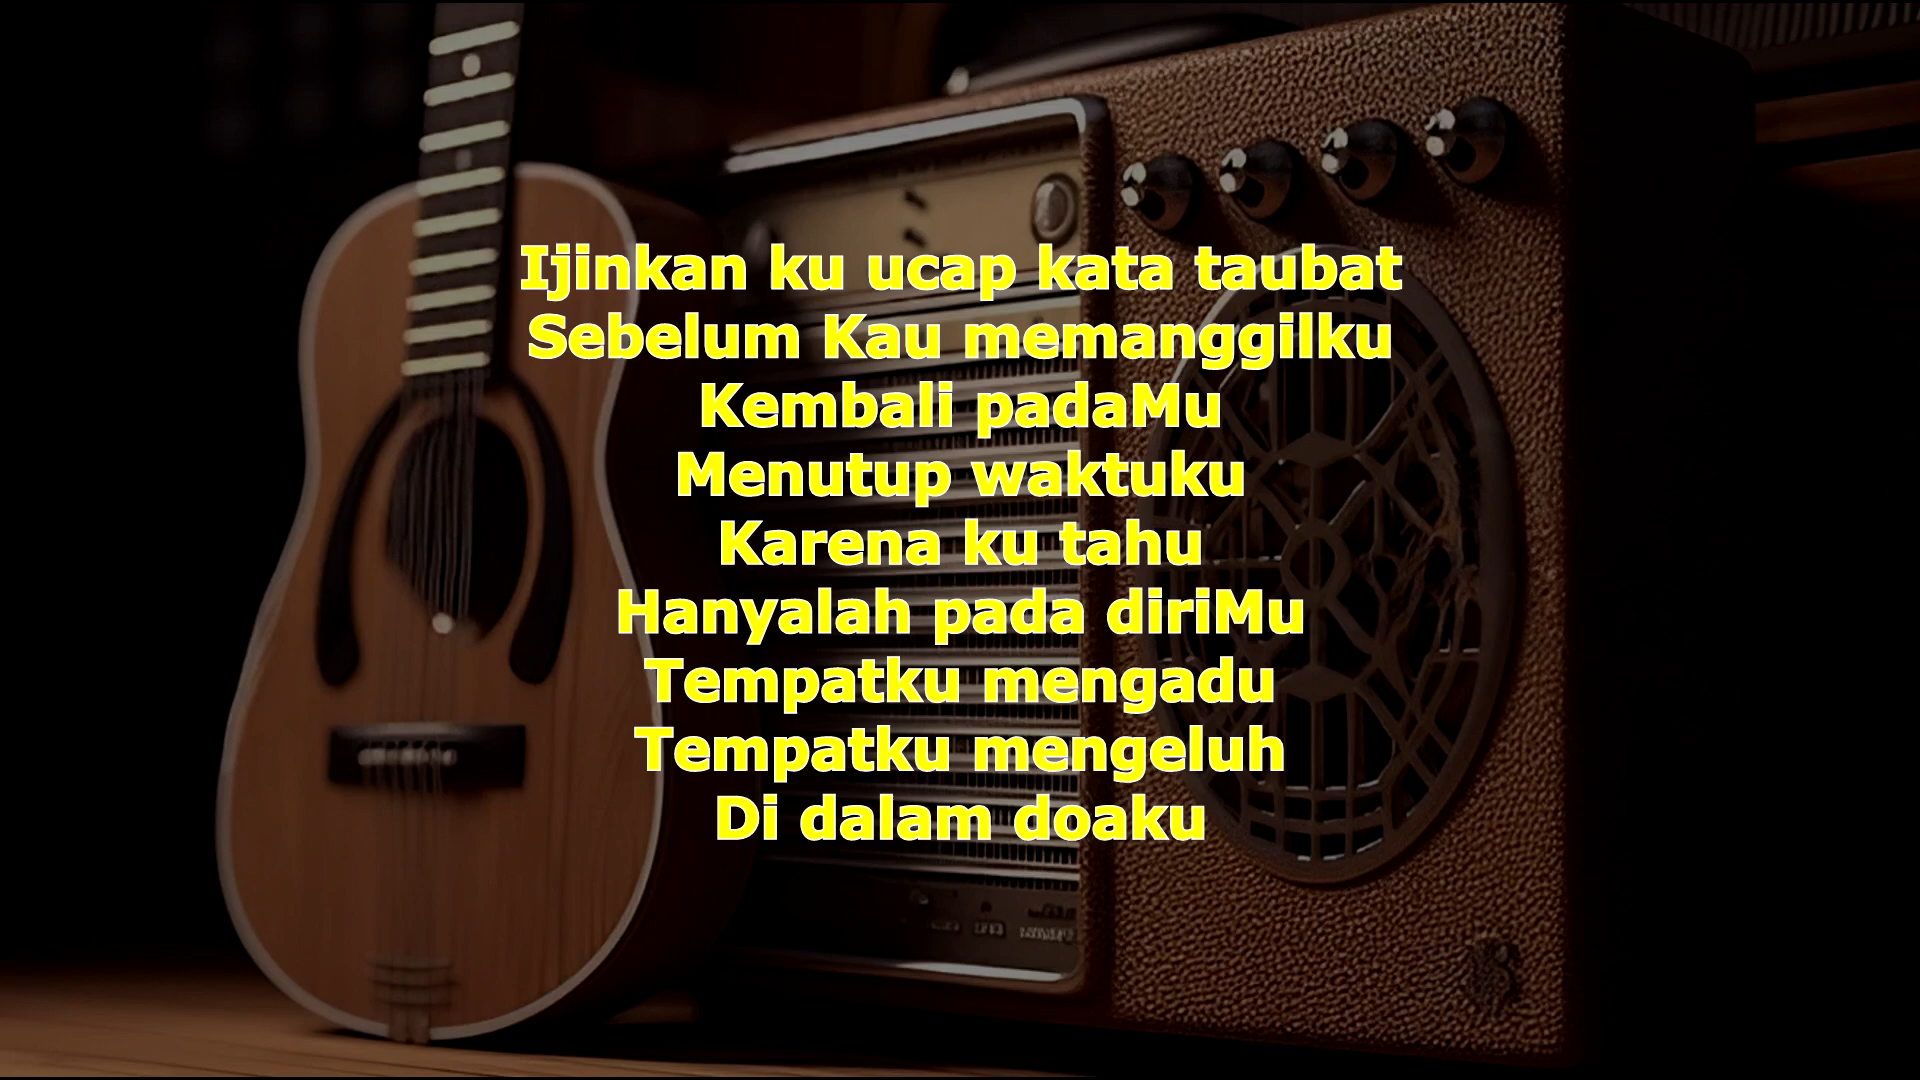 Ijinkan ku ucap kata taubat
Sebelum Kau memanggilku
Kembali padaMu
Menutup waktuku
Karena ku tahu
Hanyalah pada diriMu
Tempatku mengadu
Tempatku mengeluh
Di dalam doaku